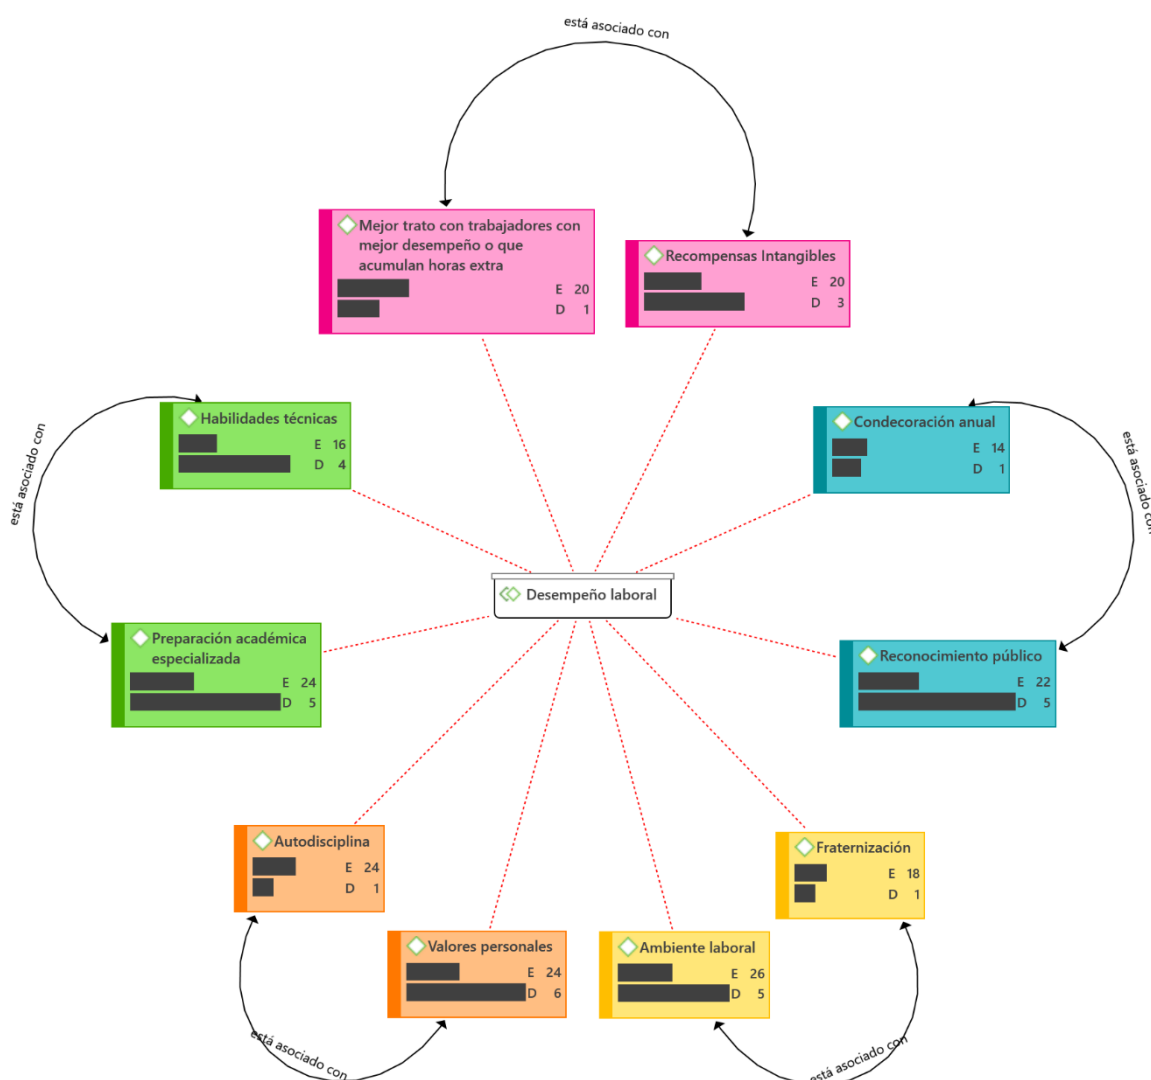 está asociado con
Mejor trato con trabajadores con
mejor desempeño o que
acumulan horas extra
E 20
D 1
Recompensas Intangibles
E 20
D 3
Habilidades técnicas
E 16
D 4
Condecoración anual
E 14
D 1
está asociado con
está asociado con
Desempeño laboral
Preparación académica
especializada
E 24
D 5
Reconocimiento público
E 22
D 5
Autodisciplina
E 24
D 1
Fraternización
E 18
D 1
Valores personales
E 24
D 6
Ambiente laboral
E 26
D 5
está asociado con
está asociado con